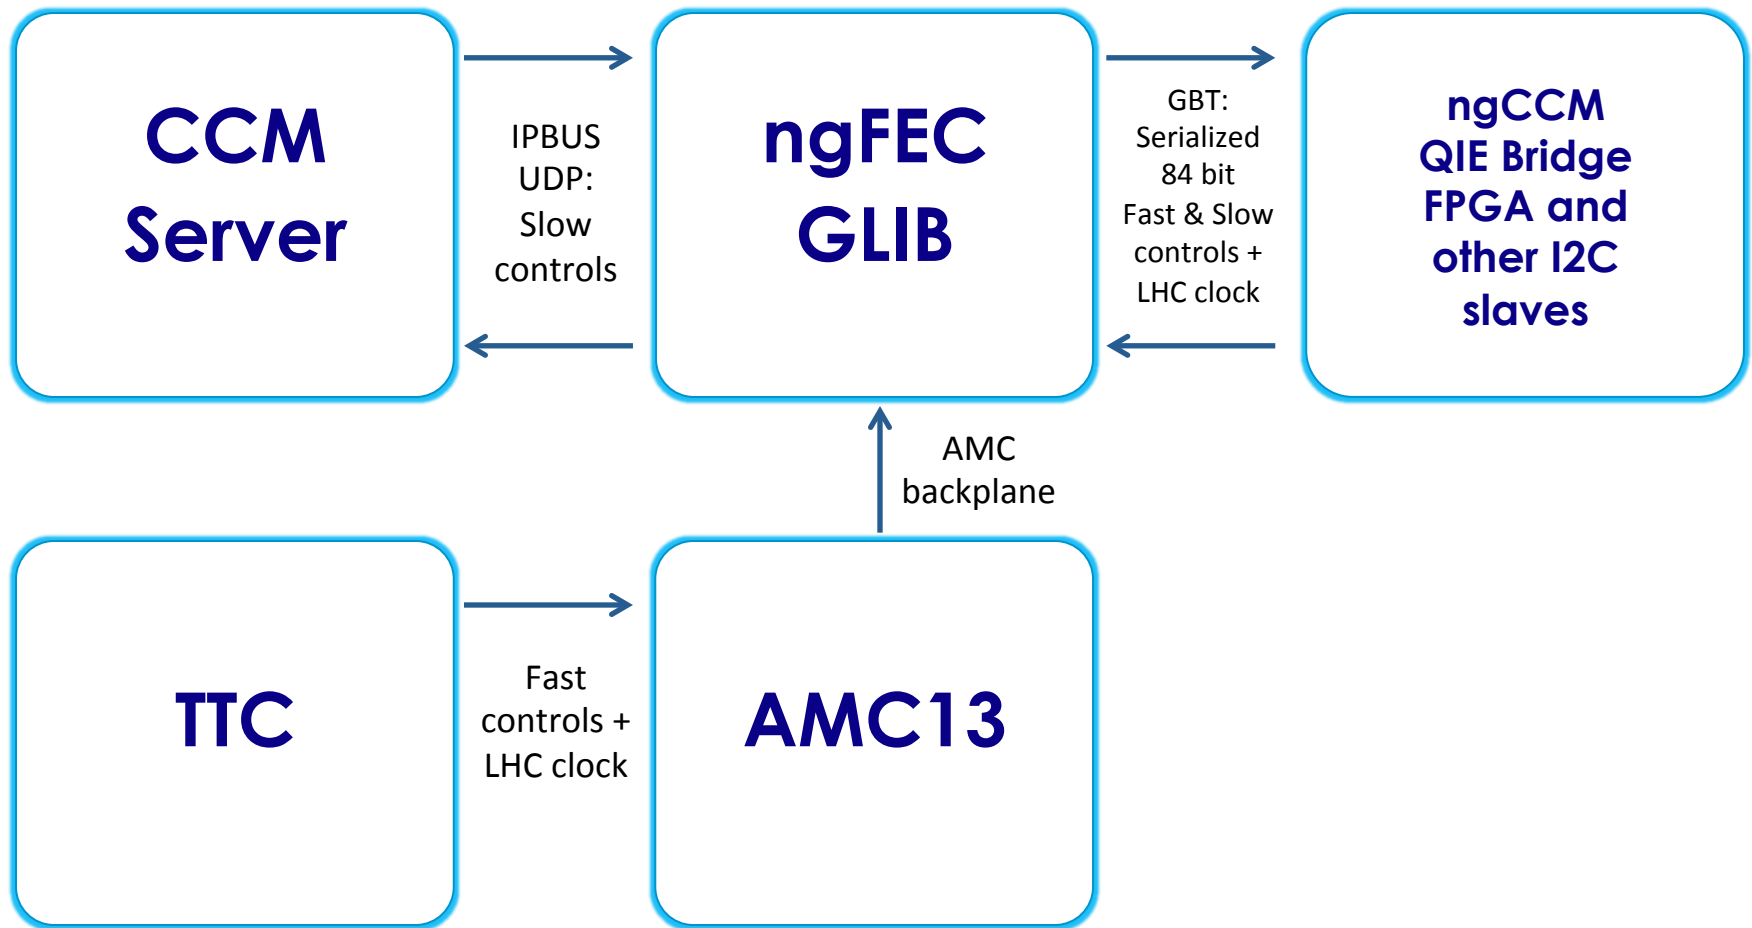 CCM
Server
IPBUS
UDP:
Slow
controls
ngFEC
GLIB
GBT:
Serialized
84 bit
Fast & Slow
controls +
LHC clock
ngCCM
QIE Bridge
FPGA and
other I2C
slaves
AMC
backplane
TTC
Fast
controls +
LHC clock
AMC13